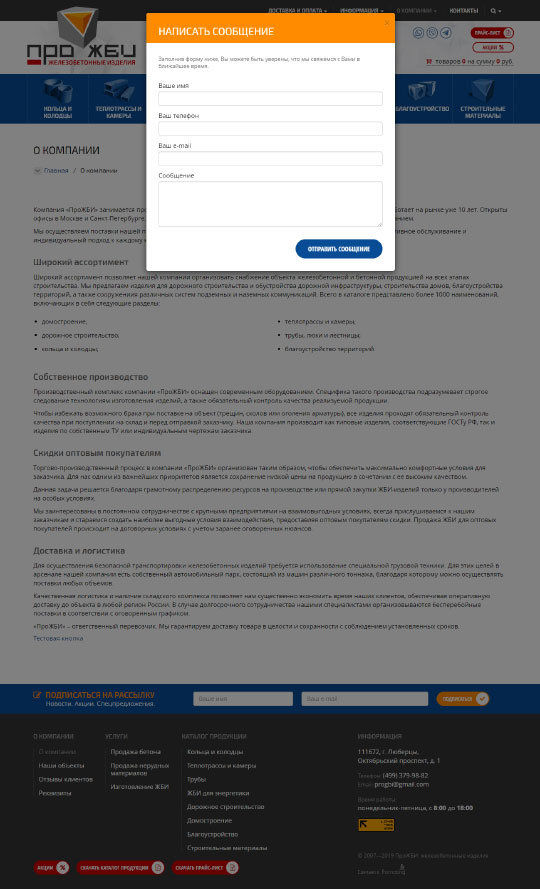 ДОСТАВКА И ОПЛАТА
ИНФОРМАЦИЯ
О КОМПАНИИ
КОНТАКТЫ
ПРО ЖБИ
ЖЕЛЕЗОБЕТОННЫЕ ИЗДЕЛИЯ
ПРАЙС-ЛИСТ
АКЦИИ %
товаров 0 на сумму 0 руб.
КОЛЬЦА И КОЛОДЦЫ
ТЕПЛОТРАССЫ И КАМЕРЫ
БЛАГОУСТРОЙСТВО
СТРОИТЕЛЬНЫЕ МАТЕРИАЛЫ
НАПИСАТЬ СООБЩЕНИЕ
×
Заполнив форму ниже, Вы можете быть уверены, что мы свяжемся с Вами в
ближайшее время
Ваше имя
Ваш телефон
Ваш e-mail
Сообщение
ОТПРАВИТЬ СООБЩЕНИЕ
О КОМПАНИИ
Главная / О компании
Компания «ПроЖБИ» занимается про
ботает на рынке уже 10 лет. Открыты
офисы в Москве и Санкт-Петербурге
Мы осуществляем поставки нашей п
тивное обслуживание и
индивидуальный подход к каждому к
Широкий ассортимент
Широкий ассортимент позволяет нашей компании организовать снабжение объекта железобетонной и бетонной продукцией на всех этапах
строительства. Мы предлагаем изделия для дорожного строительства и обустройства дорожной инфраструктуры, строительства домов, благоустройства
территорий, а также сооружения различных систем подземных и наземных коммуникаций. Всего в каталоге представлено более 1000 наименований,
включающих в себя следующие разделы:
домостроение;
дорожное строительство;
кольца и колодцы;
теплотрассы и камеры;
трубы, люки и лестницы;
благоустройство территорий.
Собственное производство
Производственный комплекс компании «ПроЖБИ» оснащен современным оборудованием. Специфика такого производства подразумевает строгое
следование технологиям изготовления изделий, а также обязательный контроль качества реализуемой продукции.
Чтобы избежать возможного брака при поставке на объект (трещин, сколов или оголения арматуры), все изделия проходят обязательный контроль
качества при поступлении на склад и перед отправкой заказчику. Наша компания производит как типовые изделия, соответствующие ГОСТу РФ, так и
изделия по собственным ТУ или индивидуальным чертежам заказчика.
Скидки оптовым покупателям
Торгово-производственный процесс в компании «ПроЖБИ» организован таким образом, чтобы обеспечить максимально комфортные условия для
заказчика. Для нас одним из важнейших приоритетов является сохранение низкой цены на продукцию в сочетании с ее высоким качеством.
Данная задача решается благодаря грамотному распределению ресурсов на производстве или прямой закупки ЖБИ-изделий только у производителей
на особых условиях.
Мы заинтересованы в постоянном сотрудничестве с крупными предприятиями на взаимовыгодных условиях, всегда прислушиваемся к нашим
заказчикам и стараемся создать наиболее выгодные условия взаимодействия, предоставляя оптовым покупателям скидки. Продажа ЖБИ для оптовых
покупателей происходит на договорных условиях с учетом заранее оговоренных нюансов.
Доставка и логистика
Для осуществления безопасной транспортировки железобетонных изделий требуется использование специальной грузовой техники. Для этих целей в
арсенале нашей компании есть собственный автомобильный парк, состоящий из машин различного тоннажа, благодаря которому можно осуществлять
поставки любых объемов.
Качественная логистика и наличие складского комплекса позволяет нам существенно экономить время наших клиентов, обеспечивая оперативную
доставку до объекта в любой регион России. В случае долгосрочного сотрудничества нашими специалистами организовываются бесперебойные
поставки в соответствии с оговоренным графиком.
«ПроЖБИ» – ответственный перевозчик. Мы гарантируем доставку товара в целости и сохранности с соблюдением установленных сроков.
Тестовая кнопка
ПОДПИСАТЬСЯ НА РАССЫЛКУ
Новости. Акции. Спецпредложения.
Ваше имя
Ваш e-mail
ПОДПИСАТЬСЯ
О КОМПАНИИ
О компании
Наши объекты
Отзывы клиентов
Реквизиты
УСЛУГИ
Продажа бетона
Продажа нерудных материалов
Изготовление ЖБИ
КАТАЛОГ ПРОДУКЦИИ
Кольца и колодцы
Теплотрассы и камеры
Трубы
ЖБИ для энергетики
Дорожное строительство
Домостроение
Благоустройство
Строительные материалы
ИНФОРМАЦИЯ
111672, г. Люберцы,
Октябрьский проспект, д. 1
Телефон: (499) 379-98-82
Email: progbi@gmail.com
Время работы:
понедельник-пятница, с 8:00 до 18:00
© 2007—2019 ПроЖБИ: железобетонные изделия
АКЦИИ %
СКАЧАТЬ КАТАЛОГ ПРОДУКЦИИ
СКАЧАТЬ ПРАЙС-ЛИСТ